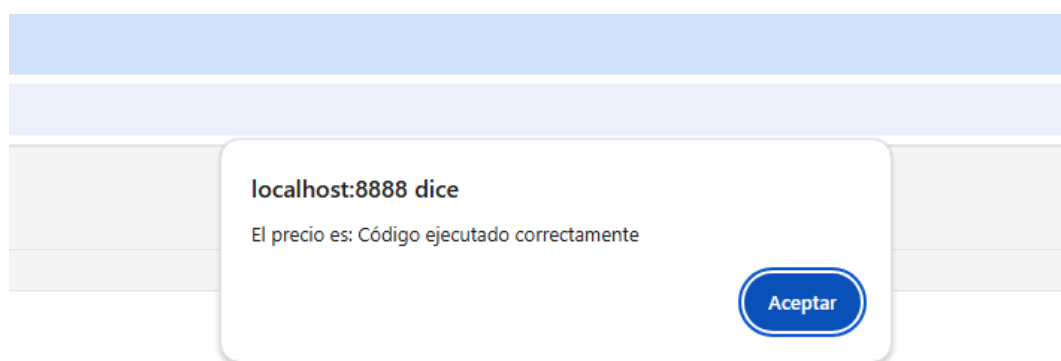 localhost:8888 dice
El precio es: Código ejecutado correctamente
Aceptar